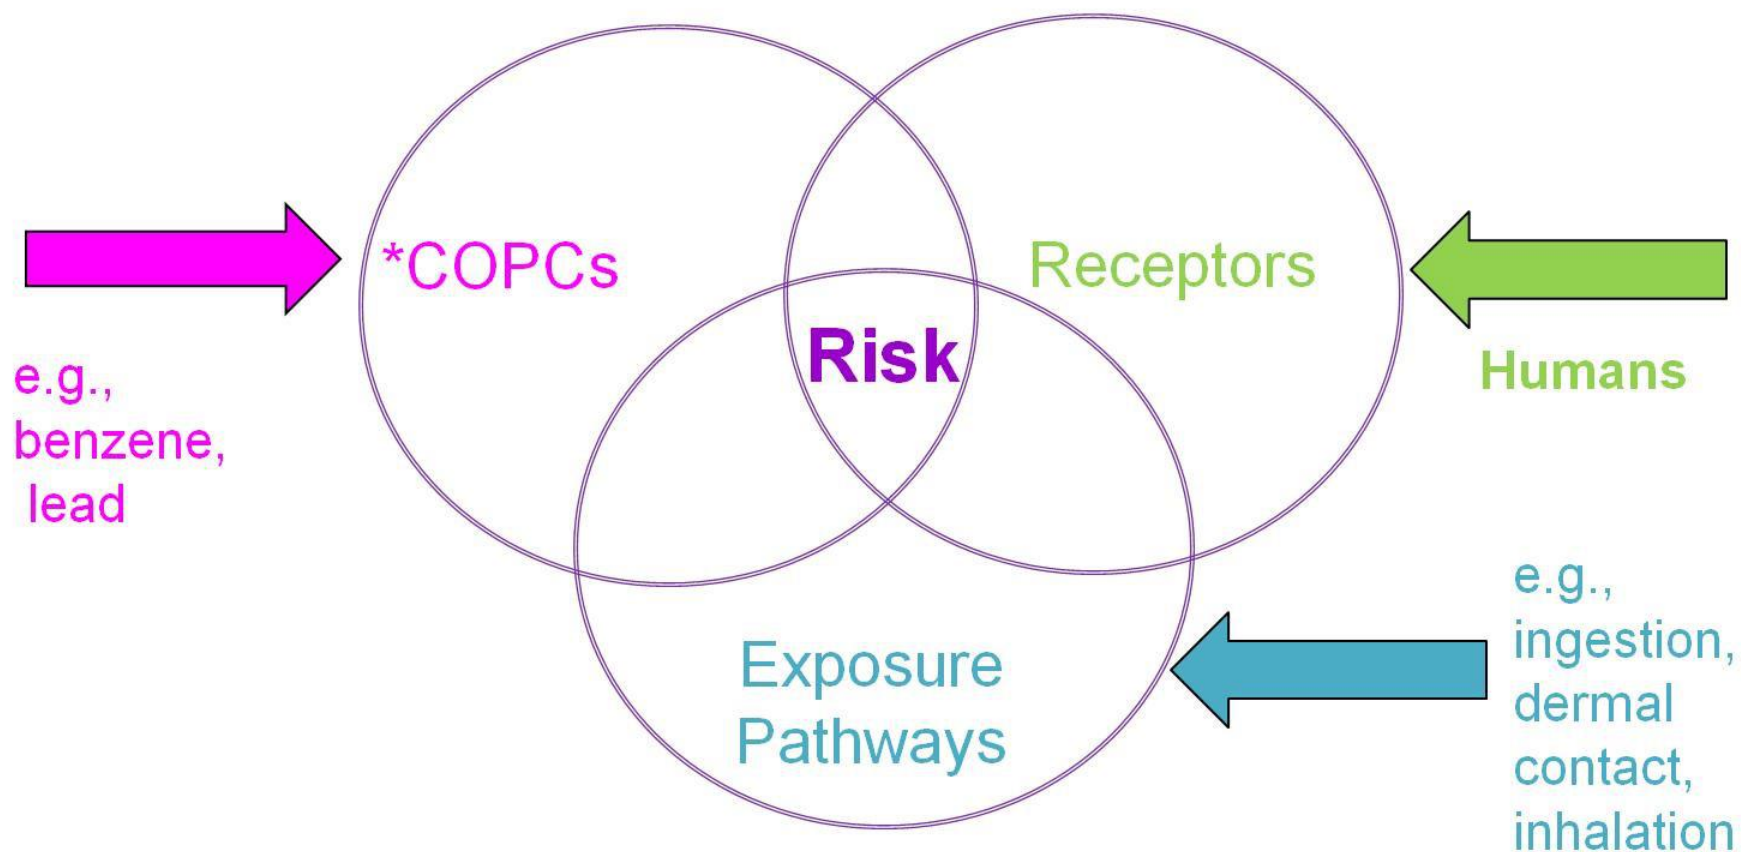 *COPCs
Receptors
Risk
Humans
e.g.,
benzene,
lead
Exposure
Pathways
e.g.,
ingestion,
dermal
contact,
inhalation